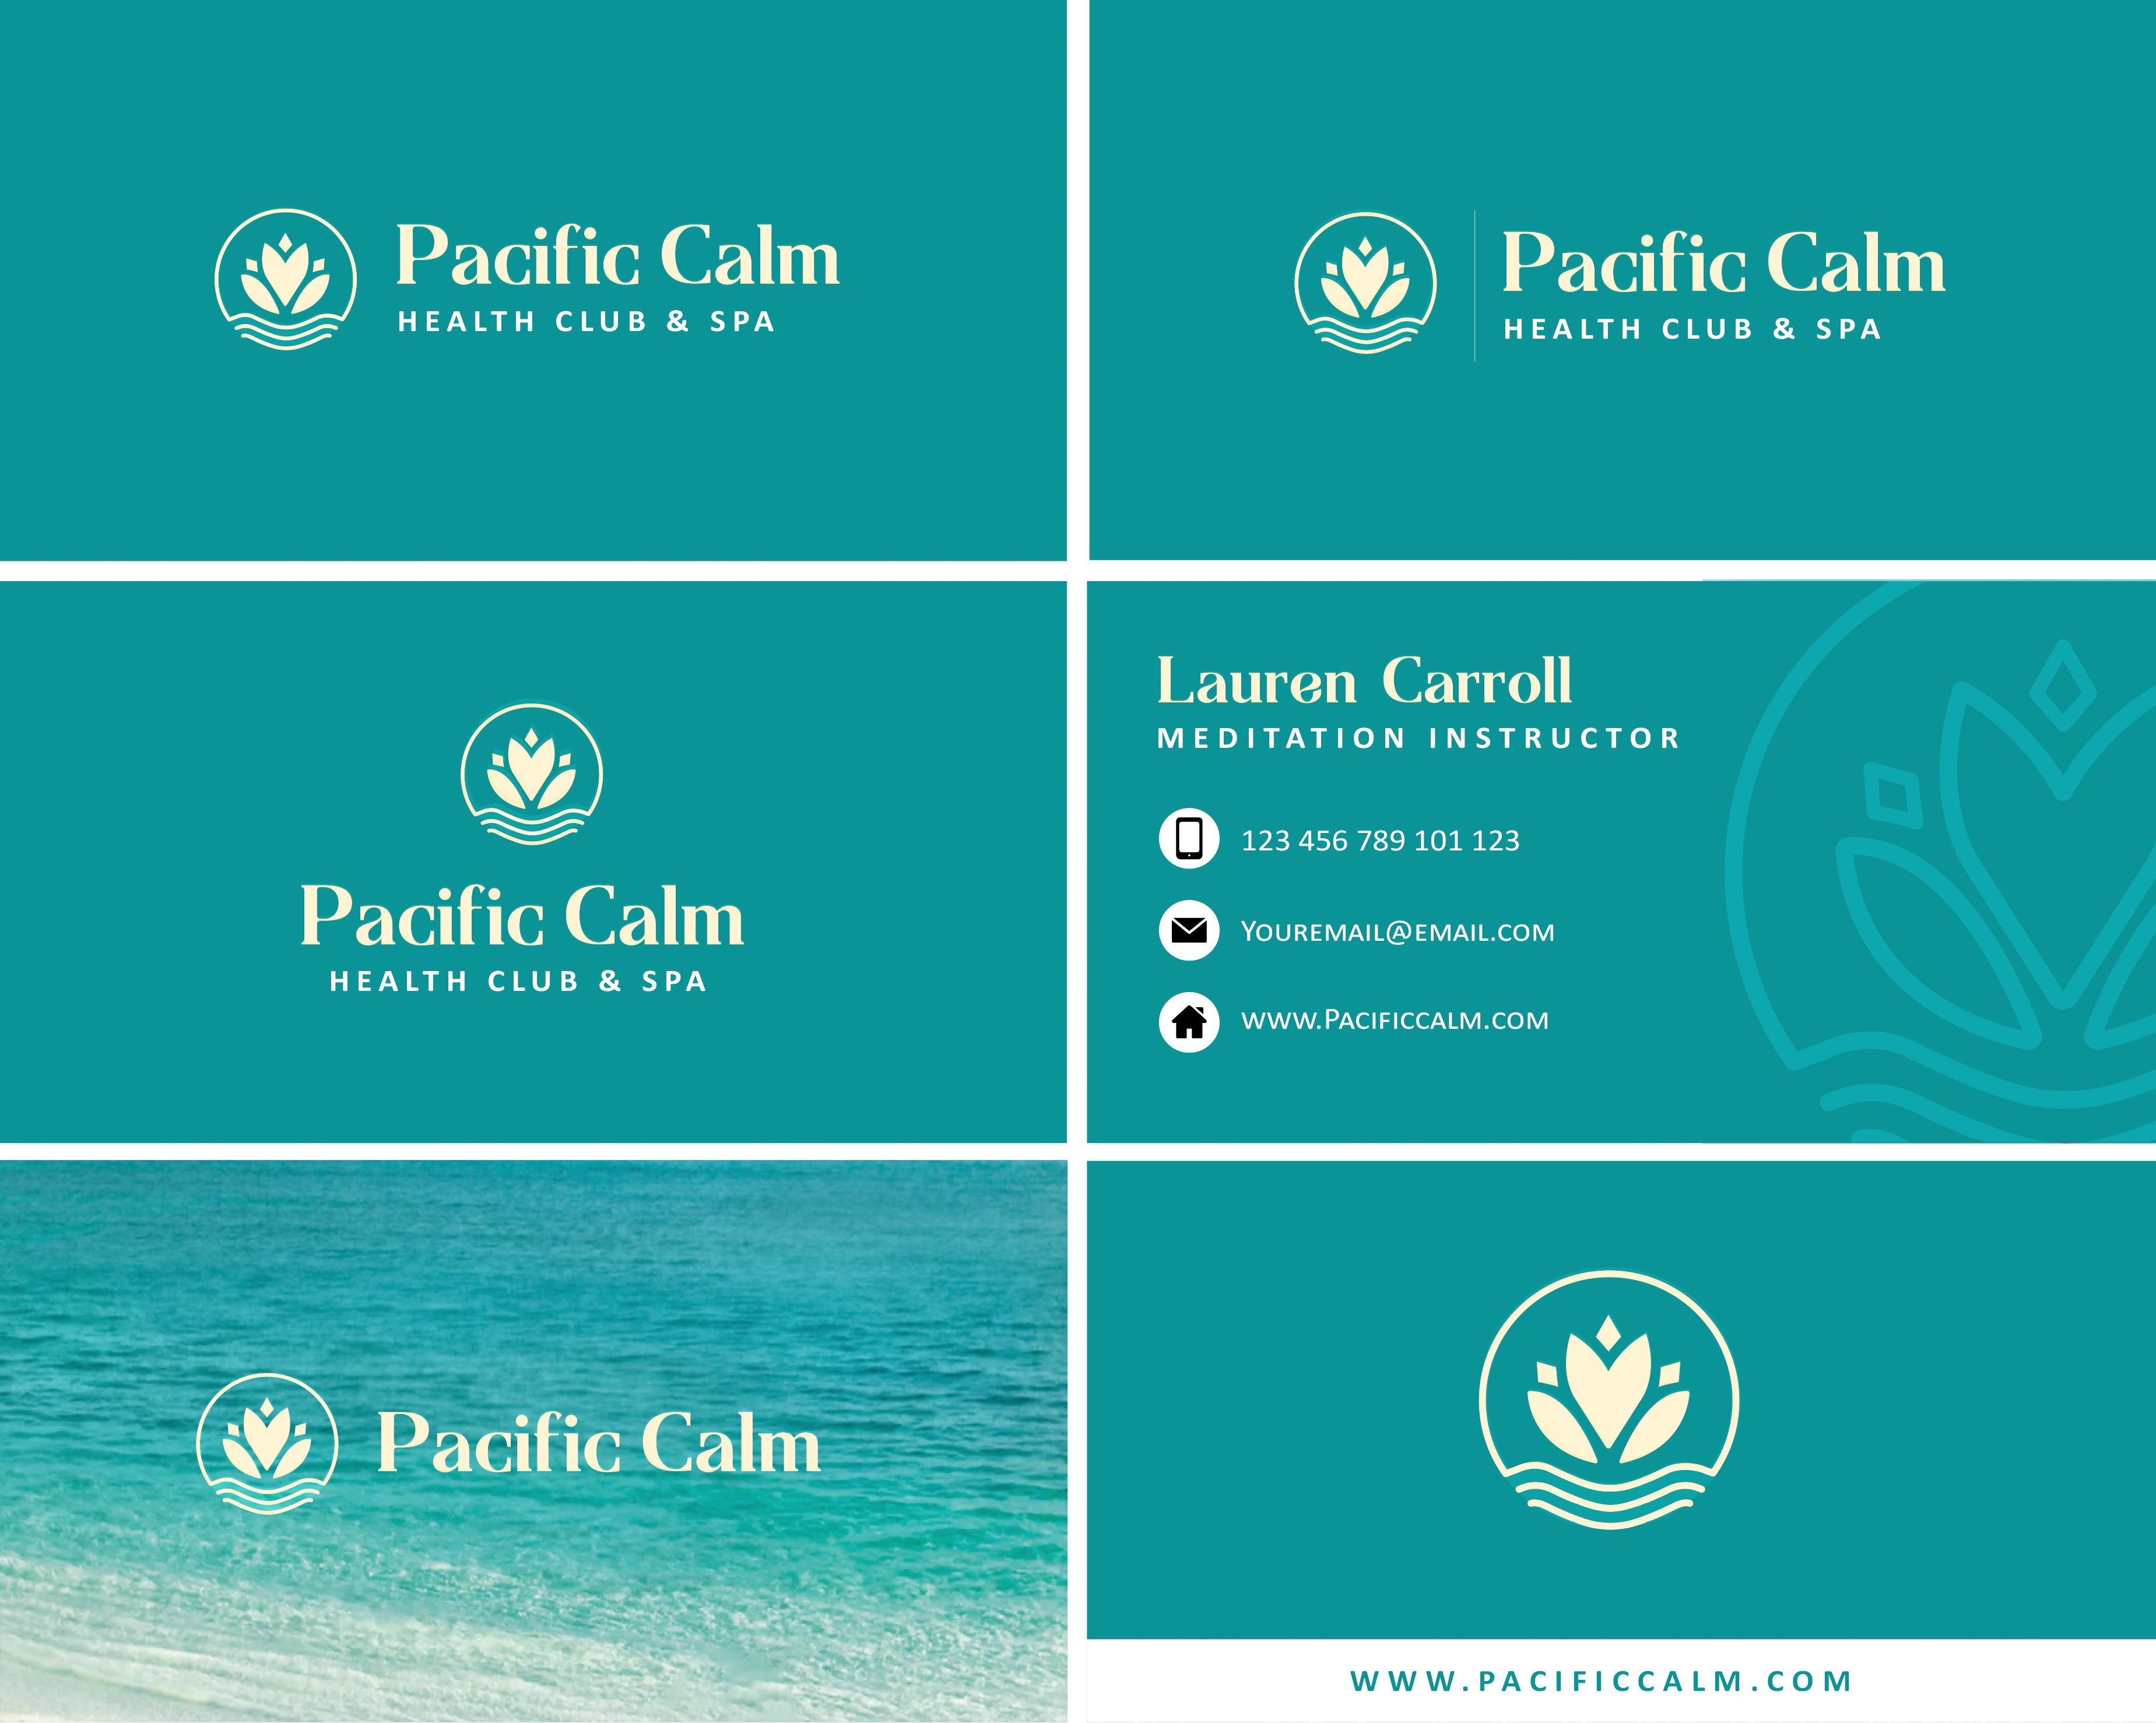 Pacific Calm
HEALTH CLUB & SPA
Pacific Calm
HEALTH CLUB & SPA
Pacific Calm
HEALTH CLUB & SPA
Lauren Carroll
MEDITATION INSTRUCTOR
123 456 789 101 123
YOUREMAIL@EMAIL.COM
WWW.PACIFICCALM.COM
Pacific Calm
WWW.PACIFICCALM.COM